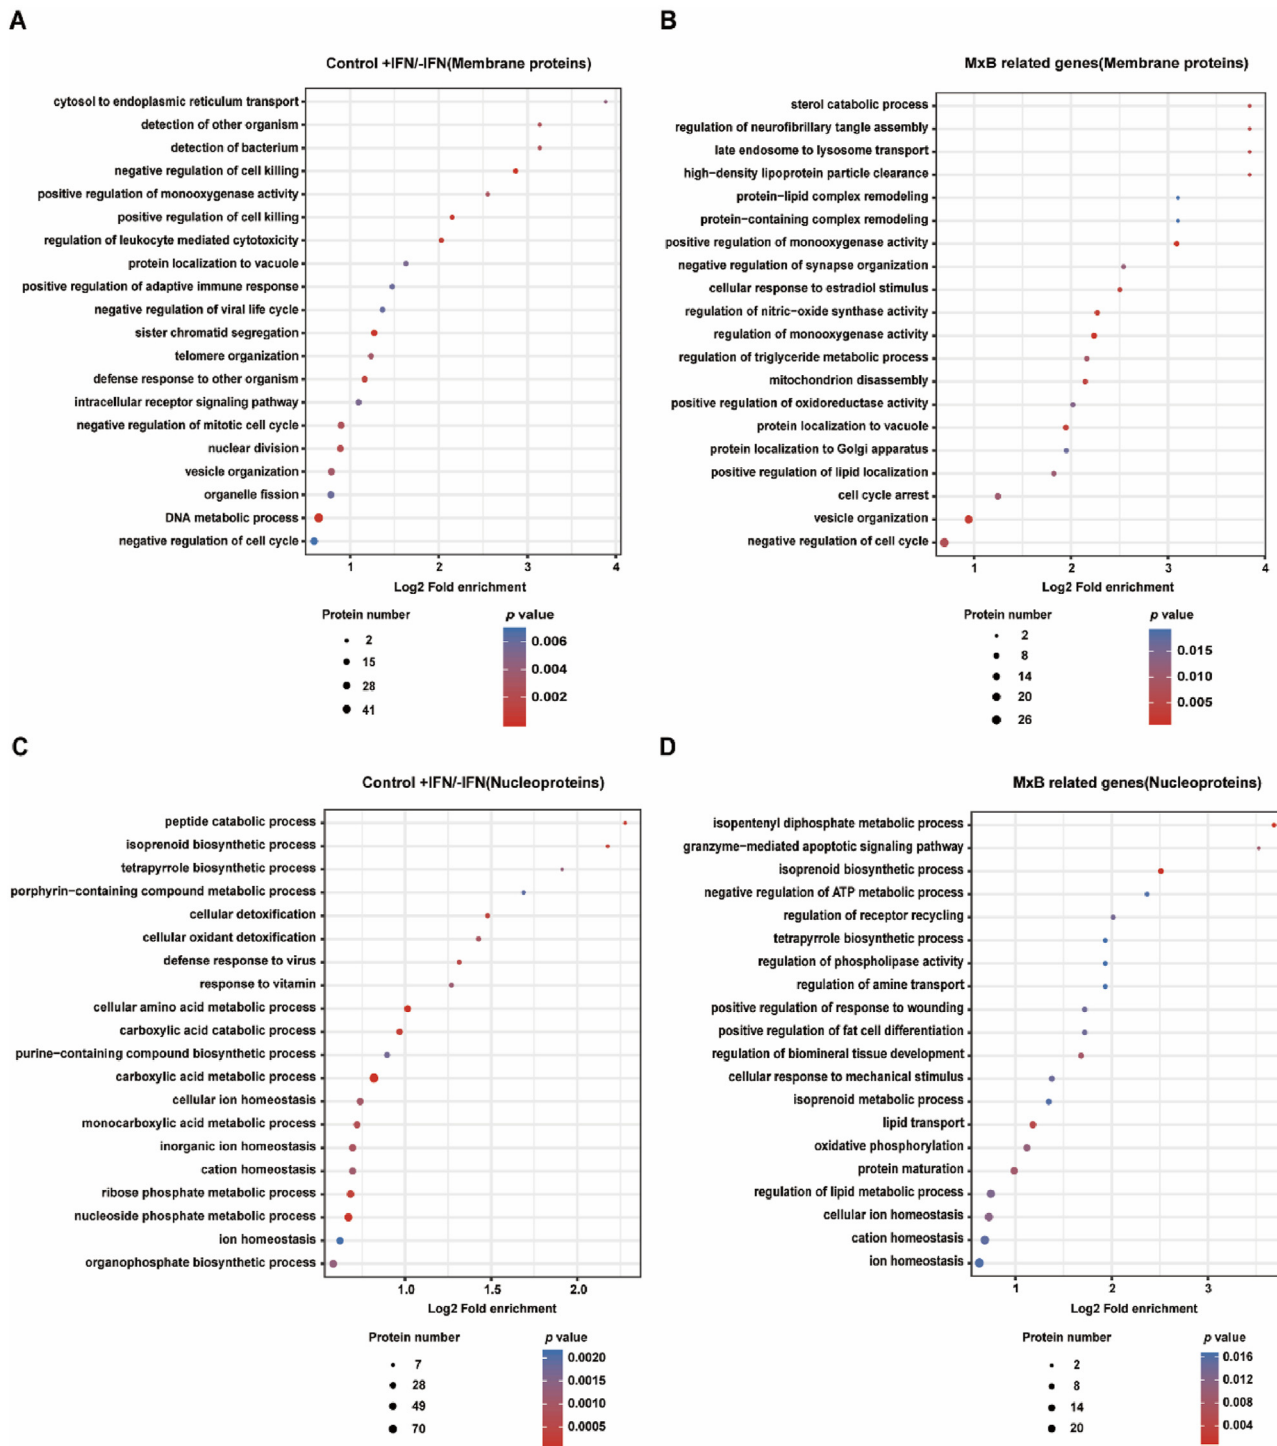 A
Control +IFN/-IFN(Membrane proteins)
cytosol to endoplasmic reticulum transport
detection of other organism
detection of bacterium
negative regulation of cell killing
positive regulation of monooxygenase activity
positive regulation of cell killing
regulation of leukocyte mediated cytotoxicity
protein localization to vacuole
positive regulation of adaptive immune response
negative regulation of viral life cycle
sister chromatid segregation
telomere organization
defense response to other organism
intracellular receptor signaling pathway
negative regulation of mitotic cell cycle
nuclear division
vesicle organization
organelle fission
DNA metabolic process
negative regulation of cell cycle
1 2 3 4
Log2 Fold enrichment
Protein number
2
15
28
41
p value
0.006
0.004
0.002
B
MxB related genes(Membrane proteins)
sterol catabolic process
regulation of neurofibrillary tangle assembly
late endosome to lysosome transport
high−density lipoprotein particle clearance
protein−lipid complex remodeling
protein−containing complex remodeling
positive regulation of monooxygenase activity
negative regulation of synapse organization
cellular response to estradiol stimulus
regulation of nitric−oxide synthase activity
regulation of monooxygenase activity
regulation of triglyceride metabolic process
mitochondrion disassembly
positive regulation of oxidoreductase activity
protein localization to vacuole
protein localization to Golgi apparatus
positive regulation of lipid localization
cell cycle arrest
vesicle organization
negative regulation of cell cycle
1 2 3 4
Log2 Fold enrichment
Protein number
2
8
14
20
26
p value
0.015
0.010
0.005
C
Control +IFN/-IFN(Nucleoproteins)
peptide catabolic process
isoprenoid biosynthetic process
tetrapyrrole biosynthetic process
porphyrin−containing compound metabolic process
cellular detoxification
cellular oxidant detoxification
defense response to virus
response to vitamin
cellular amino acid metabolic process
carboxylic acid catabolic process
purine−containing compound biosynthetic process
carboxylic acid metabolic process
cellular ion homeostasis
monocarboxylic acid metabolic process
inorganic ion homeostasis
cation homeostasis
ribose phosphate metabolic process
nucleoside phosphate metabolic process
ion homeostasis
organophosphate biosynthetic process
1.0 1.5 2.0
Log2 Fold enrichment
Protein number
7
28
49
70
p value
0.0020
0.0015
0.0010
0.0005
D
MxB related genes(Nucleoproteins)
isopentenyl diphosphate metabolic process
granzyme−mediated apoptotic signaling pathway
isoprenoid biosynthetic process
negative regulation of ATP metabolic process
regulation of receptor recycling
tetrapyrrole biosynthetic process
regulation of phospholipase activity
regulation of amine transport
positive regulation of response to wounding
positive regulation of fat cell differentiation
regulation of biomineral tissue development
cellular response to mechanical stimulus
isoprenoid metabolic process
lipid transport
oxidative phosphorylation
protein maturation
regulation of lipid metabolic process
cellular ion homeostasis
cation homeostasis
ion homeostasis
1 2 3
Log2 Fold enrichment
Protein number
2
8
14
20
p value
0.016
0.012
0.008
0.004